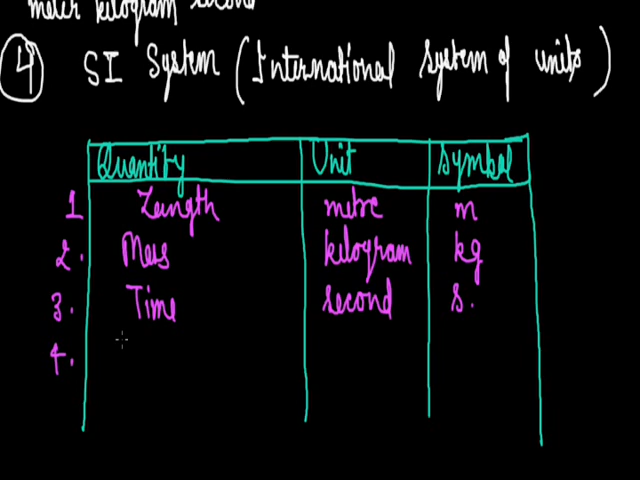 meter kilogram second
4 SI System (International system of units)
Quantity Unit Symbol
1 Length metre m
2. Mass kilogram kg
3. Time second s.
4.